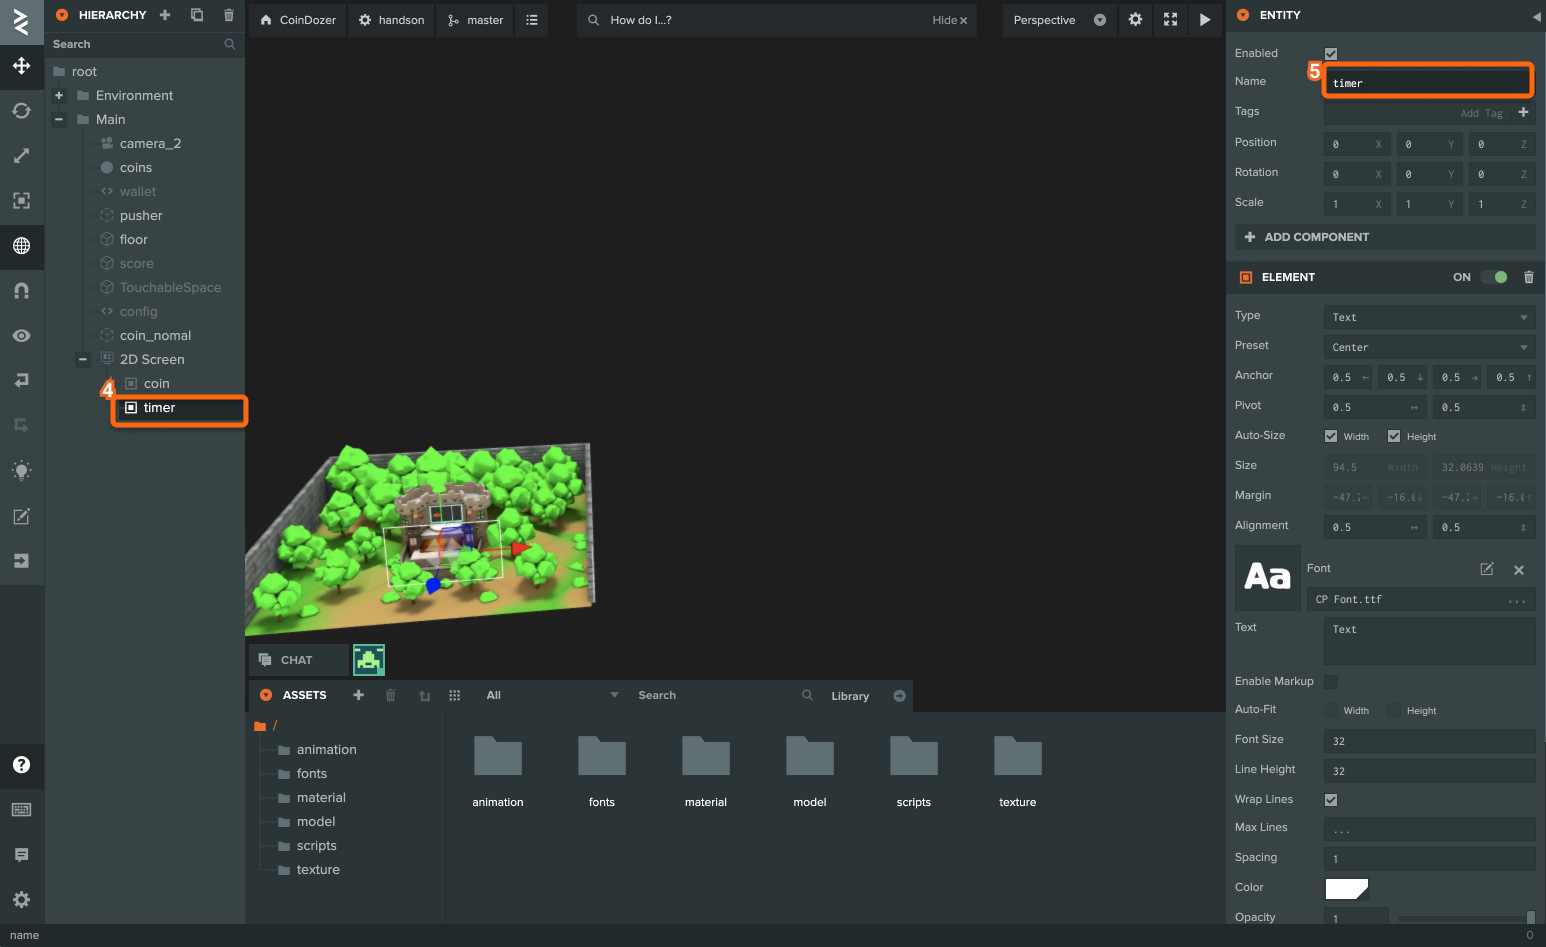 HIERARCHY
Search
root
Environment
Main
camera_2
coins
wallet
pusher
floor
score
TouchableSpace
config
coin_nomal
2D Screen
coin
4
timer
CoinDozer
handson
master
How do I...?
Hide
Perspective
CHAT
ASSETS
All
Search
Library
/
animation
fonts
material
model
scripts
texture
animation
fonts
material
model
scripts
texture
ENTITY
Enabled
5
Name timer
Tags Add Tag
Position 0 X 0 Y 0 Z
Rotation 0 X 0 Y 0 Z
Scale 1 X 1 Y 1 Z
ADD COMPONENT
ELEMENT ON
Type Text
Preset Center
Anchor 0.5 0.5 0.5 0.5
Pivot 0.5 0.5
Auto-Size Width Height
Size 94.5 Width 32.0639 Height
Margin -47.2 -16.0 -47.2 -16.0
Alignment 0.5 0.5
Aa Font
CP Font.ttf ...
Text Text
Enable Markup
Auto-Fit Width Height
Font Size 32
Line Height 32
Wrap Lines
Max Lines ...
Spacing 1
Color
Opacity 1
name 0